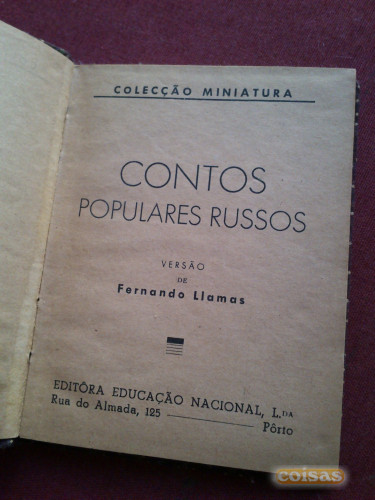 COLECÇÃO MINIATURA
CONTOS
POPULARES RUSSOS
VERSÃO
DE
Fernando Llamas
EDITÔRA EDUCAÇÃO NACIONAL, L.DA
Rua do Almada, 125 Pôrto
coisas